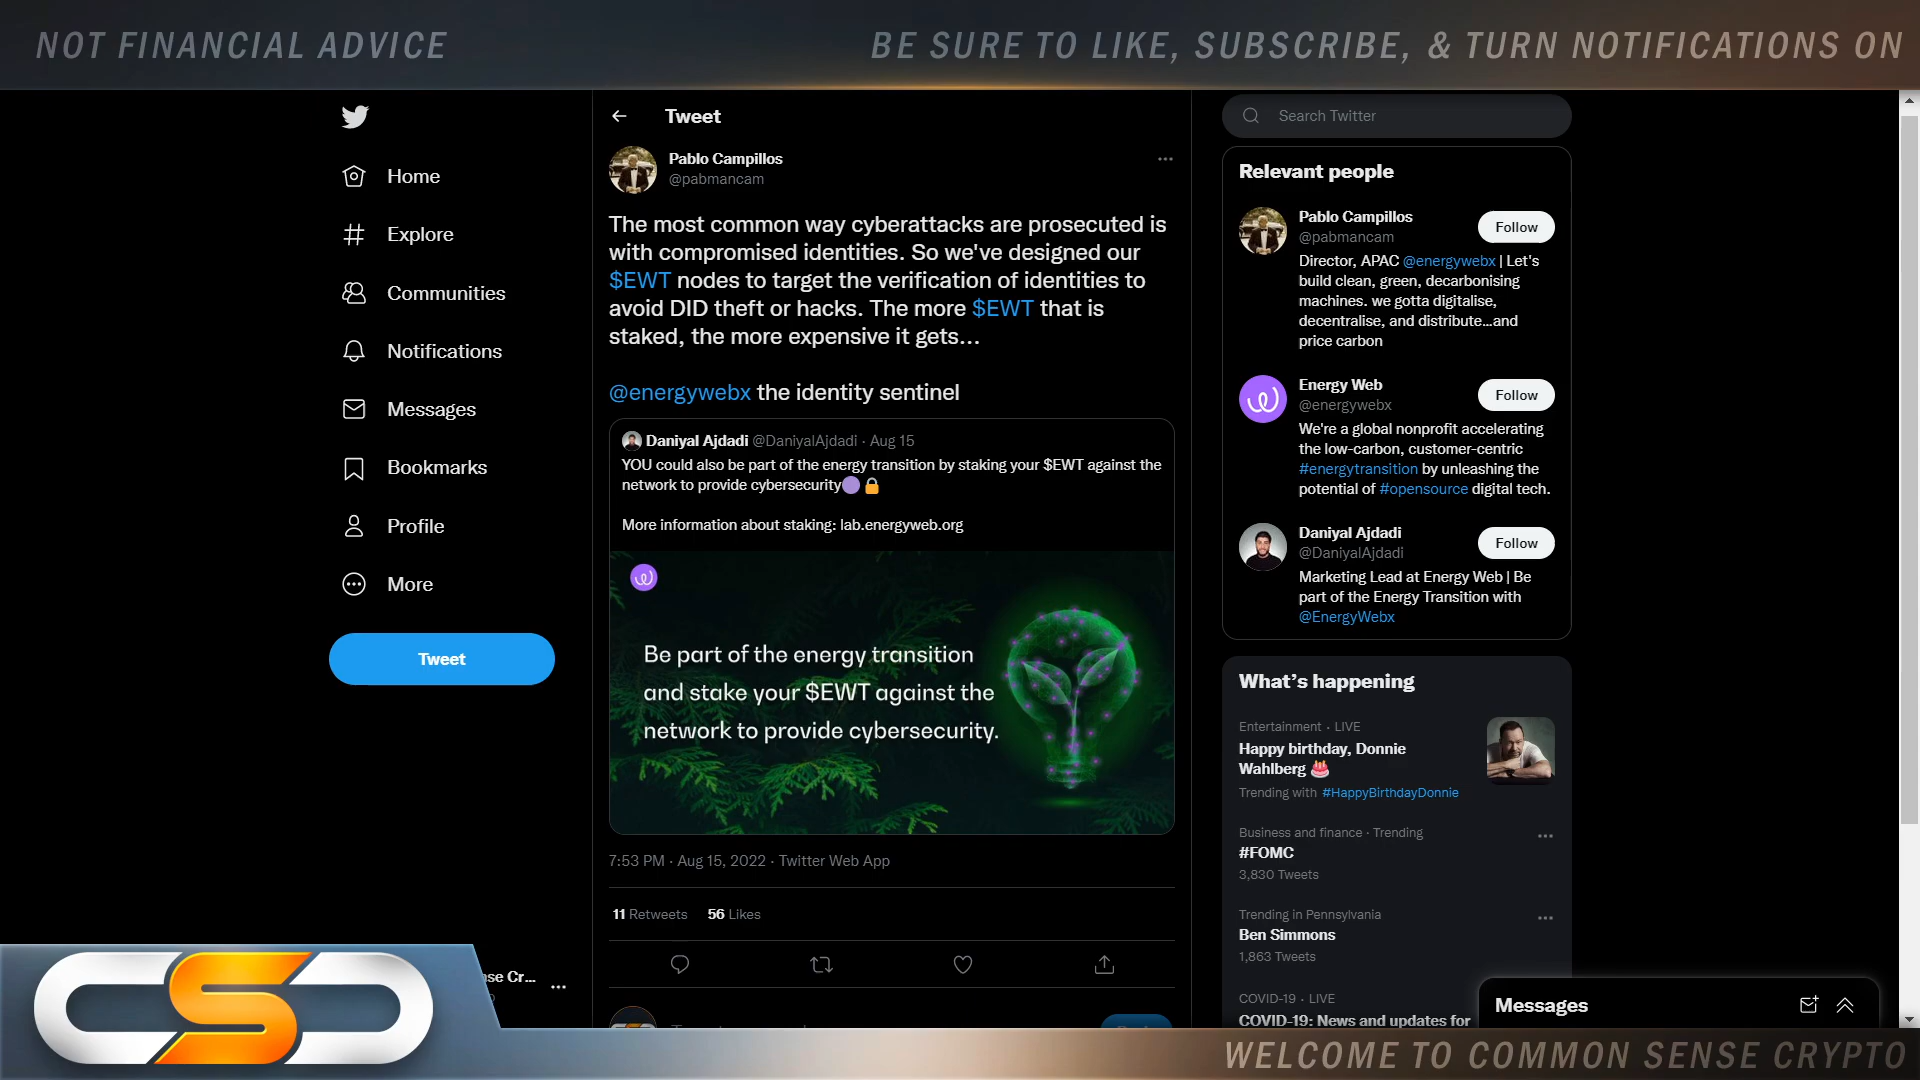 NOT FINANCIAL ADVICE
BE SURE TO LIKE, SUBSCRIBE, & TURN NOTIFICATIONS ON
Home
Explore
Communities
Notifications
Messages
Bookmarks
Profile
More
Tweet
Tweet
Pablo Campillos
@pabmancam
The most common way cyberattacks are prosecuted is
with compromised identities. So we've designed our
$EWT nodes to target the verification of identities to
avoid DID theft or hacks. The more $EWT that is
staked, the more expensive it gets...
@energywebx the identity sentinel
Daniyal Ajdadi @DaniyalAjdadi · Aug 15
YOU could also be part of the energy transition by staking your $EWT against the
network to provide cybersecurity🟣🔒
More information about staking: lab.energyweb.org
Be part of the energy transition
and stake your $EWT against the
network to provide cybersecurity.
7:53 PM · Aug 15, 2022 · Twitter Web App
11 Retweets 56 Likes
Search Twitter
Relevant people
Pablo Campillos
@pabmancam
Follow
Director, APAC @energywebx | Let's
build clean, green, decarbonising
machines. we gotta digitalise,
decentralise, and distribute...and
price carbon
Energy Web
@energywebx
Follow
We're a global nonprofit accelerating
the low-carbon, customer-centric
#energytransition by unleashing the
potential of #opensource digital tech.
Daniyal Ajdadi
@DaniyalAjdadi
Follow
Marketing Lead at Energy Web | Be
part of the Energy Transition with
@EnergyWebx
What's happening
Entertainment · LIVE
Happy birthday, Donnie
Wahlberg 🎂
Trending with #HappyBirthdayDonnie
Business and finance · Trending
#FOMC
3,830 Tweets
Trending in Pennsylvania
Ben Simmons
1,863 Tweets
COVID-19 · LIVE
COVID-19: News and updates for
Messages
nse Cr...
CSC
WELCOME TO COMMON SENSE CRYPTO